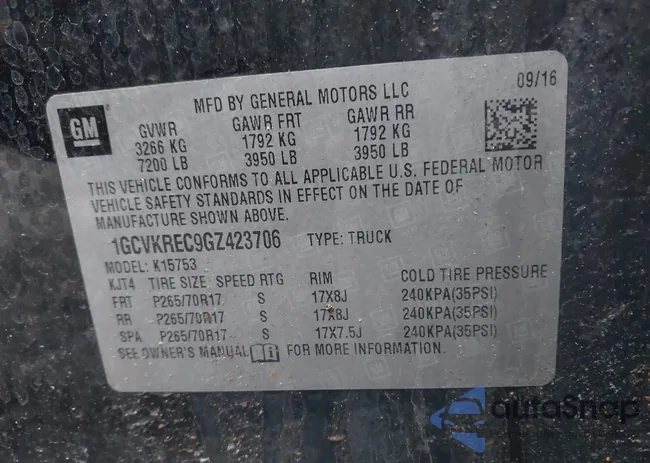 MFD BY GENERAL MOTORS LLC
09/16
GM
GVWR GAWR FRT GAWR RR
3266 KG 1792 KG 1792 KG
7200 LB 3950 LB 3950 LB
THIS VEHICLE CONFORMS TO ALL APPLICABLE U.S. FEDERAL MOTOR
VEHICLE SAFETY STANDARDS IN EFFECT ON THE DATE OF
MANUFACTURE SHOWN ABOVE.
1GCVKREC9GZ423706 TYPE: TRUCK
MODEL: K15753
KJT4 TIRE SIZE SPEED RTG RIM COLD TIRE PRESSURE
FRT P265/70R17 S 17X8J 240KPA(35PSI)
RR P265/70R17 S 17X8J 240KPA(35PSI)
SPA P265/70R17 S 17X7.5J 240KPA(35PSI)
SEE OWNER'S MANUAL FOR MORE INFORMATION.
autoSnap